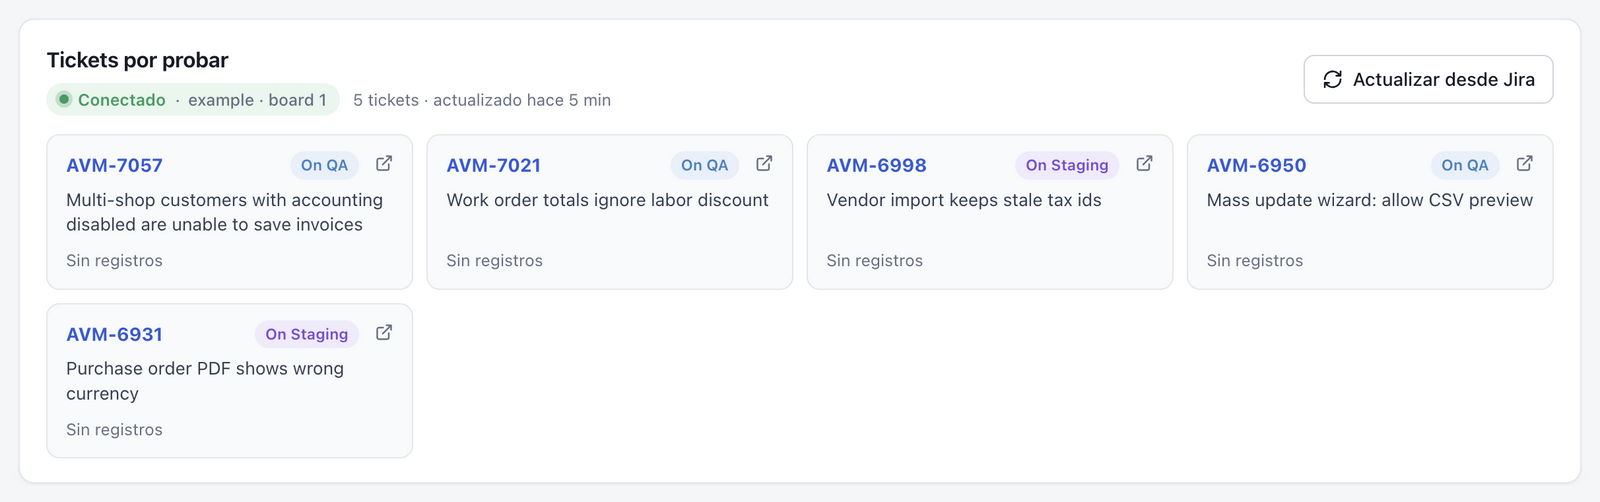 Tickets por probar
Conectado · example · board 1 5 tickets · actualizado hace 5 min
Actualizar desde Jira
AVM-7057 On QA
Multi-shop customers with accounting
disabled are unable to save invoices
Sin registros
AVM-7021 On QA
Work order totals ignore labor discount
Sin registros
AVM-6998 On Staging
Vendor import keeps stale tax ids
Sin registros
AVM-6950 On QA
Mass update wizard: allow CSV preview
Sin registros
AVM-6931 On Staging
Purchase order PDF shows wrong
currency
Sin registros